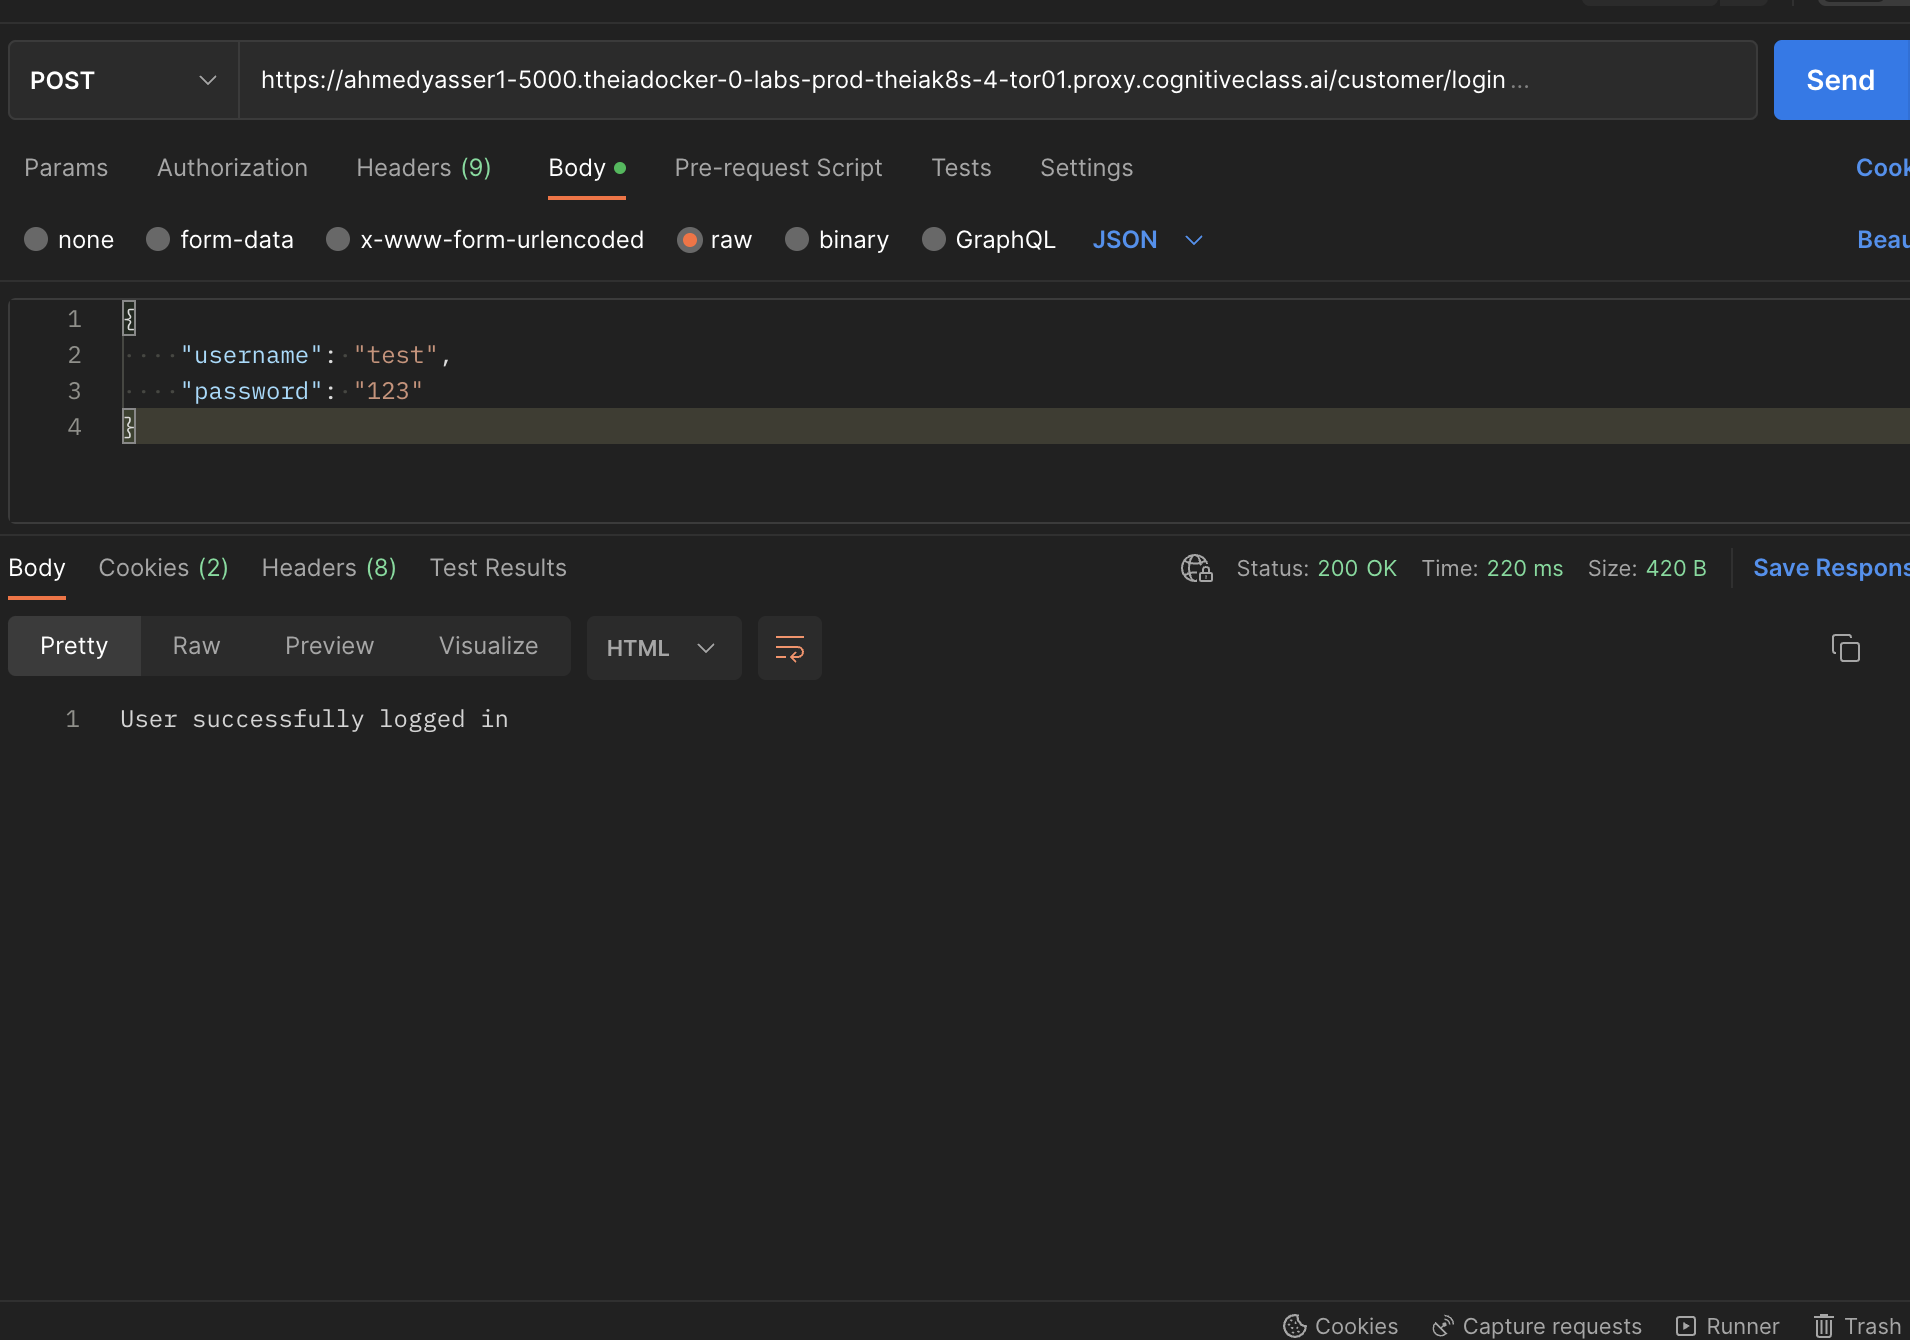 POST https://ahmedyasser1-5000.theiadocker-0-labs-prod-theiak8s-4-tor01.proxy.cognitiveclass.ai/customer/login ... Send
Params Authorization Headers (9) Body Pre-request Script Tests Settings Cook
none form-data x-www-form-urlencoded raw binary GraphQL JSON Beau
1 {
2 "username": "test",
3 "password": "123"
4 }
Body Cookies (2) Headers (8) Test Results Status: 200 OK Time: 220 ms Size: 420 B Save Respons
Pretty Raw Preview Visualize HTML
1 User successfully logged in
Cookies Capture requests Runner Trash